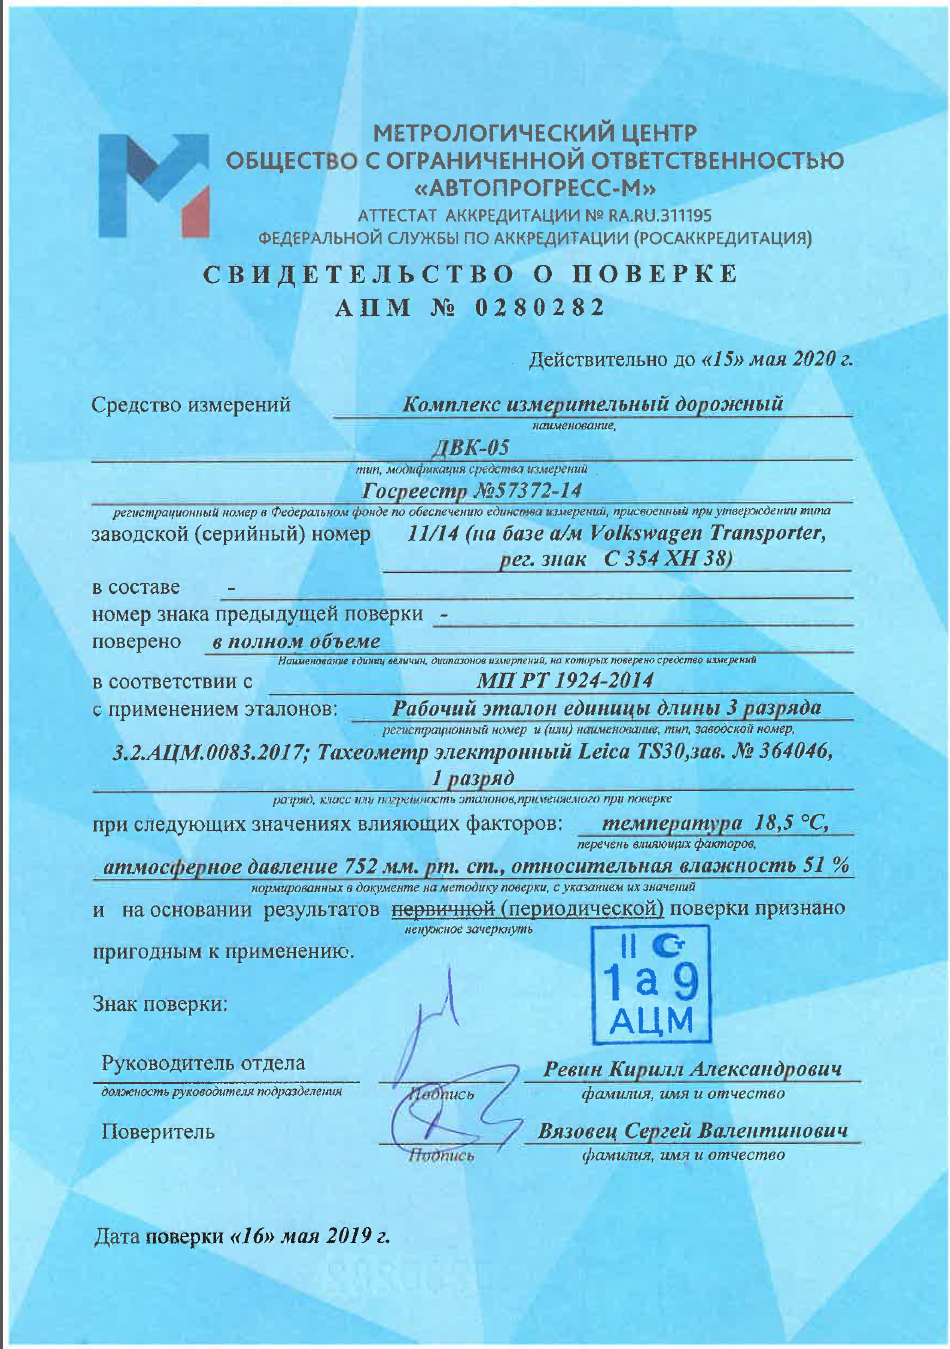 МЕТРОЛОГИЧЕСКИЙ ЦЕНТР
ОБЩЕСТВО С ОГРАНИЧЕННОЙ ОТВЕТСТВЕННОСТЬЮ
«АВТОПРОГРЕСС-М»
АТТЕСТАТ АККРЕДИТАЦИИ № RA.RU.311195
ФЕДЕРАЛЬНОЙ СЛУЖБЫ ПО АККРЕДИТАЦИИ (РОСАККРЕДИТАЦИЯ)
СВИДЕТЕЛЬСТВО О ПОВЕРКЕ
АПМ № 0280282
Действительно до «15» мая 2020 г.
Средство измерений Комплекс измерительный дорожный
наименование,
ДВК-05
тип, модификация средства измерений
Госреестр №57372-14
регистрационный номер в Федеральном фонде по обеспечению единства измерений, присвоенный при утверждении типа
заводской (серийный) номер 11/14 (на базе а/м Volkswagen Transporter,
рег. знак С 354 ХН 38)
в составе -
номер знака предыдущей поверки -
поверено в полном объеме
Наименование единиц величин, диапазонов измерений, на которых поверено средство измерений
в соответствии с МП РТ 1924-2014
с применением эталонов: Рабочий эталон единицы длины 3 разряда
регистрационный номер и (или) наименование, тип, заводской номер,
3.2.АЦМ.0083.2017; Тахеометр электронный Leica TS30,зав. № 364046,
1 разряд
разряд, класс или погрешность эталонов,применяемого при поверке
при следующих значениях влияющих факторов: температура 18,5 °С,
перечень влияющих факторов,
атмосферное давление 752 мм. рт. ст., относительная влажность 51 %
нормированных в документе на методику поверки, с указанием их значений
и на основании результатов первичной (периодической) поверки признано
ненужное зачеркнуть
пригодным к применению.
II
1а9
АЦМ
Знак поверки:
Руководитель отдела Ревин Кирилл Александрович
должность руководителя подразделения Подпись фамилия, имя и отчество
Поверитель Вязовец Сергей Валентинович
Подпись фамилия, имя и отчество
Дата поверки «16» мая 2019 г.